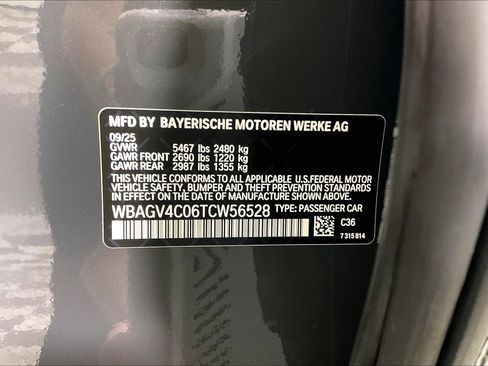 MFD BY BAYERISCHE MOTOREN WERKE AG
09/25
GVWR 5467 lbs 2480 kg
GAWR FRONT 2690 lbs 1220 kg
GAWR REAR 2987 lbs 1355 kg
THIS VEHICLE CONFORMS TO ALL APPLICABLE U.S.FEDERAL MOTOR
VEHICLE SAFETY, BUMPER AND THEFT PREVENTION STANDARDS
IN EFFECT ON THE DATE OF MANUFACTURE SHOWN ABOVE.
WBAGV4C06TCW56528 TYPE: PASSENGER CAR
C36
7 315 814